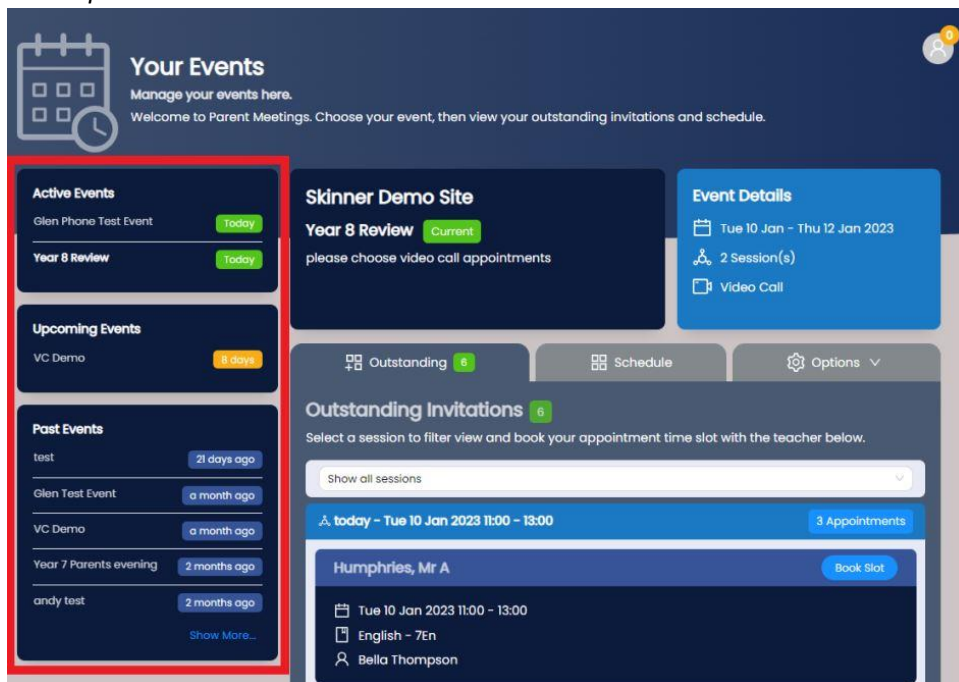 Your Events
Manage your events here.
Welcome to Parent Meetings. Choose your event, then view your outstanding invitations and schedule.
0
Active Events
Glen Phone Test Event Today
Year 8 Review Today
Upcoming Events
VC Demo 8 days
Past Events
test 21 days ago
Glen Test Event a month ago
VC Demo a month ago
Year 7 Parents evening 2 months ago
andy test 2 months ago
Show More...
Skinner Demo Site
Year 8 Review Current
please choose video call appointments
Event Details
Tue 10 Jan - Thu 12 Jan 2023
2 Session(s)
Video Call
Outstanding 6 Schedule Options
Outstanding Invitations 6
Select a session to filter view and book your appointment time slot with the teacher below.
Show all sessions
today - Tue 10 Jan 2023 11:00 - 13:00 3 Appointments
Humphries, Mr A Book Slot
Tue 10 Jan 2023 11:00 - 13:00
English - 7En
Bella Thompson